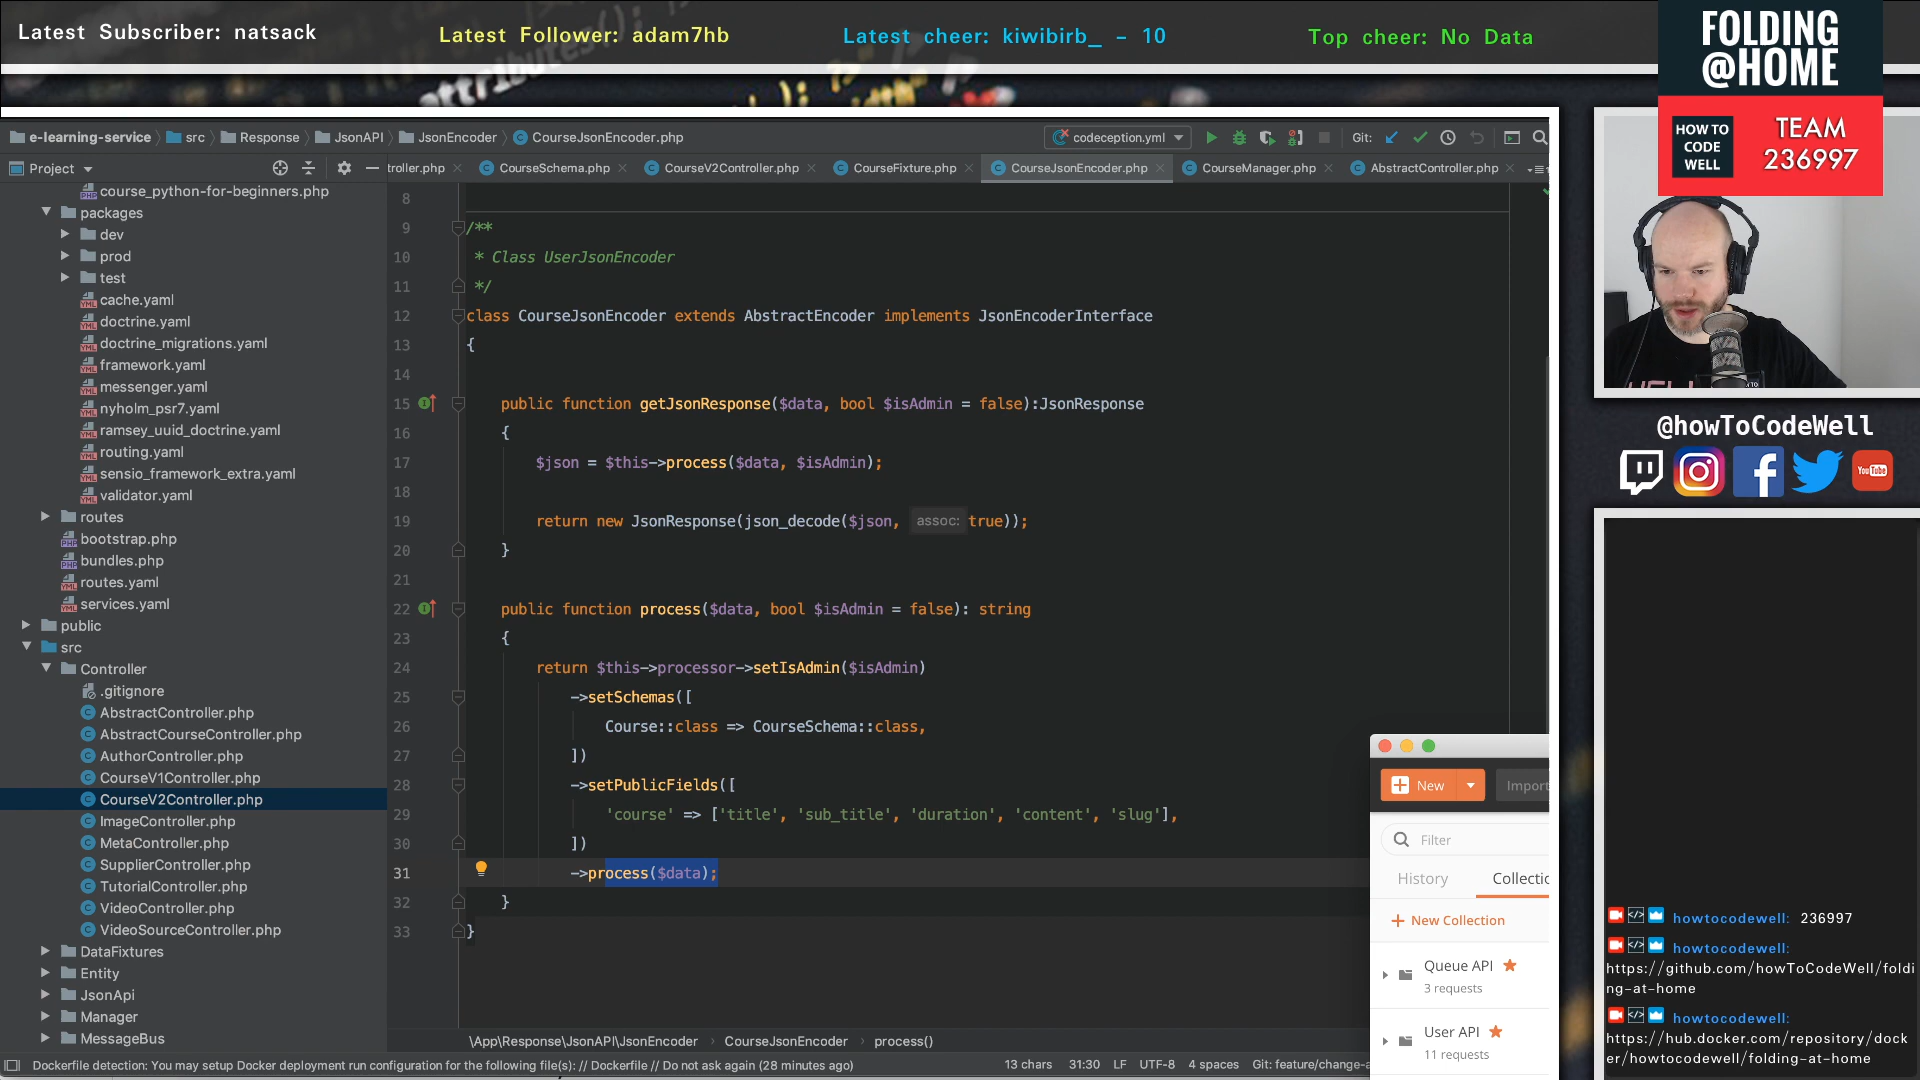 Latest Subscriber: natsack
Latest Follower: adam7hb
Latest cheer: kiwibirb_ - 10
Top cheer: No Data
FOLDING
@HOME
HOW TO
CODE
WELL
TEAM
236997
e-learning-service
src
Response
JsonAPI
JsonEncoder
CourseJsonEncoder.php
codeception.yml
Git:
Project
troller.php
CourseSchema.php
CourseV2Controller.php
CourseFixture.php
CourseJsonEncoder.php
CourseManager.php
AbstractController.php
course_python-for-beginners.php
packages
dev
prod
test
cache.yaml
doctrine.yaml
doctrine_migrations.yaml
framework.yaml
messenger.yaml
nyholm_psr7.yaml
ramsey_uuid_doctrine.yaml
routing.yaml
sensio_framework_extra.yaml
validator.yaml
routes
bootstrap.php
bundles.php
routes.yaml
services.yaml
public
src
Controller
.gitignore
AbstractController.php
AbstractCourseController.php
AuthorController.php
CourseV1Controller.php
CourseV2Controller.php
ImageController.php
MetaController.php
SupplierController.php
TutorialController.php
VideoController.php
VideoSourceController.php
DataFixtures
Entity
JsonApi
Manager
MessageBus
8
9 /**
10 * Class UserJsonEncoder
11 */
12 class CourseJsonEncoder extends AbstractEncoder implements JsonEncoderInterface
13 {
14
15 public function getJsonResponse($data, bool $isAdmin = false):JsonResponse
16 {
17 $json = $this->process($data, $isAdmin);
18
19 return new JsonResponse(json_decode($json, assoc: true));
20 }
21
22 public function process($data, bool $isAdmin = false): string
23 {
24 return $this->processor->setIsAdmin($isAdmin)
25 ->setSchemas([
26 Course::class => CourseSchema::class,
27 ])
28 ->setPublicFields([
29 'course' => ['title', 'sub_title', 'duration', 'content', 'slug'],
30 ])
31 ->process($data);
32 }
33 }
\App\Response\JsonAPI\JsonEncoder
CourseJsonEncoder
process()
Dockerfile detection: You may setup Docker deployment run configuration for the following file(s): // Dockerfile // Do not ask again (28 minutes ago)
13 chars
31:30
LF
UTF-8
4 spaces
Git: feature/change-a
New
Import
Filter
History
Collectio
+ New Collection
Queue API
3 requests
User API
11 requests
@howToCodeWell
You Tube
howtocodewell: 236997
howtocodewell:
https://github.com/howToCodeWell/foldi
ng-at-home
howtocodewell:
https://hub.docker.com/repository/dock
er/howtocodewell/folding-at-home